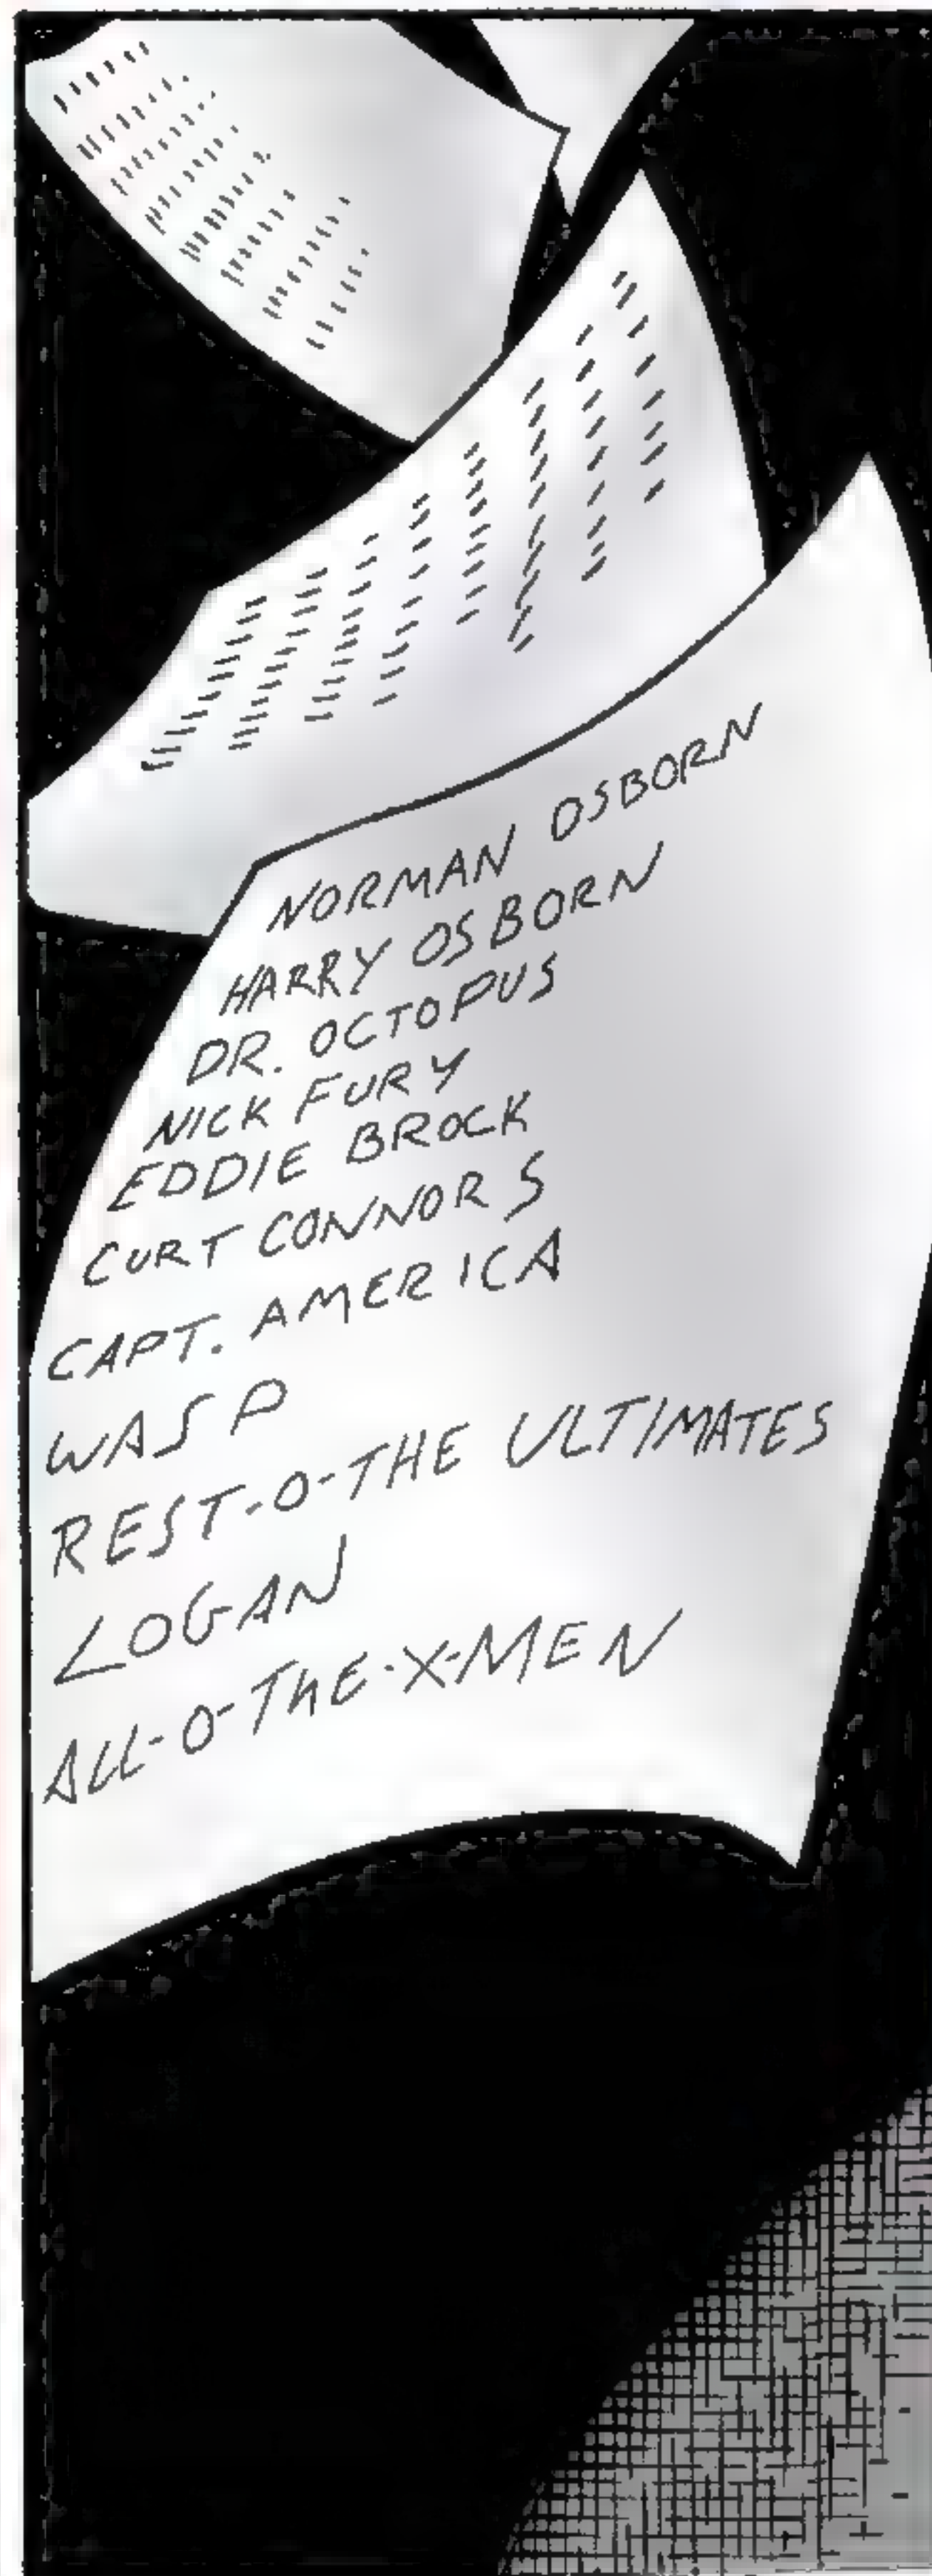 NORMAN OSBORN
HARRY OSBORN
DR. OCTOPUS
NICK FURY
EDDIE BROCK
CURT CONNORS
CAPT. AMERICA
WASP
REST-O-THE ULTIMATES
LOGAN
ALL-O-THE-X-MEN